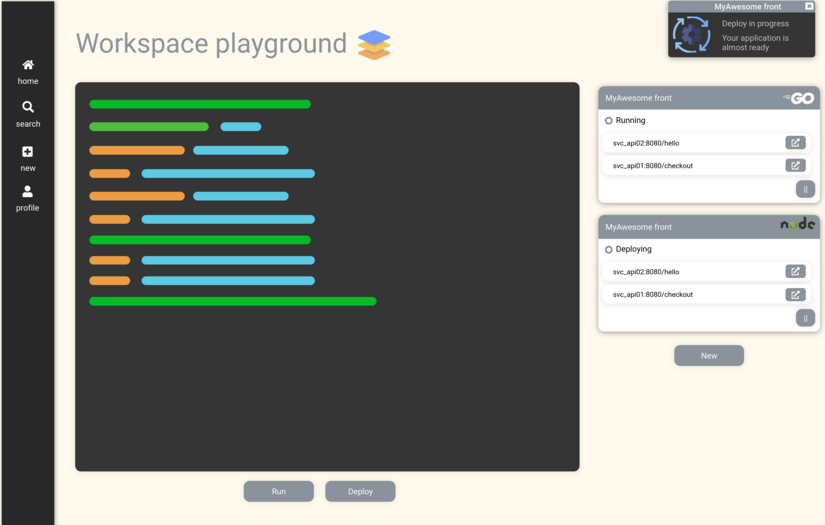 MyAwesome front
Deploy in progress
Your application is
almost ready
Workspace playground
home
search
new
profile
MyAwesome front
GO
Running
svc_api02:8080/hello
svc_api01:8080/checkout
MyAwesome front
node
Deploying
svc_api02:8080/hello
svc_api01:8080/checkout
New
Run
Deploy